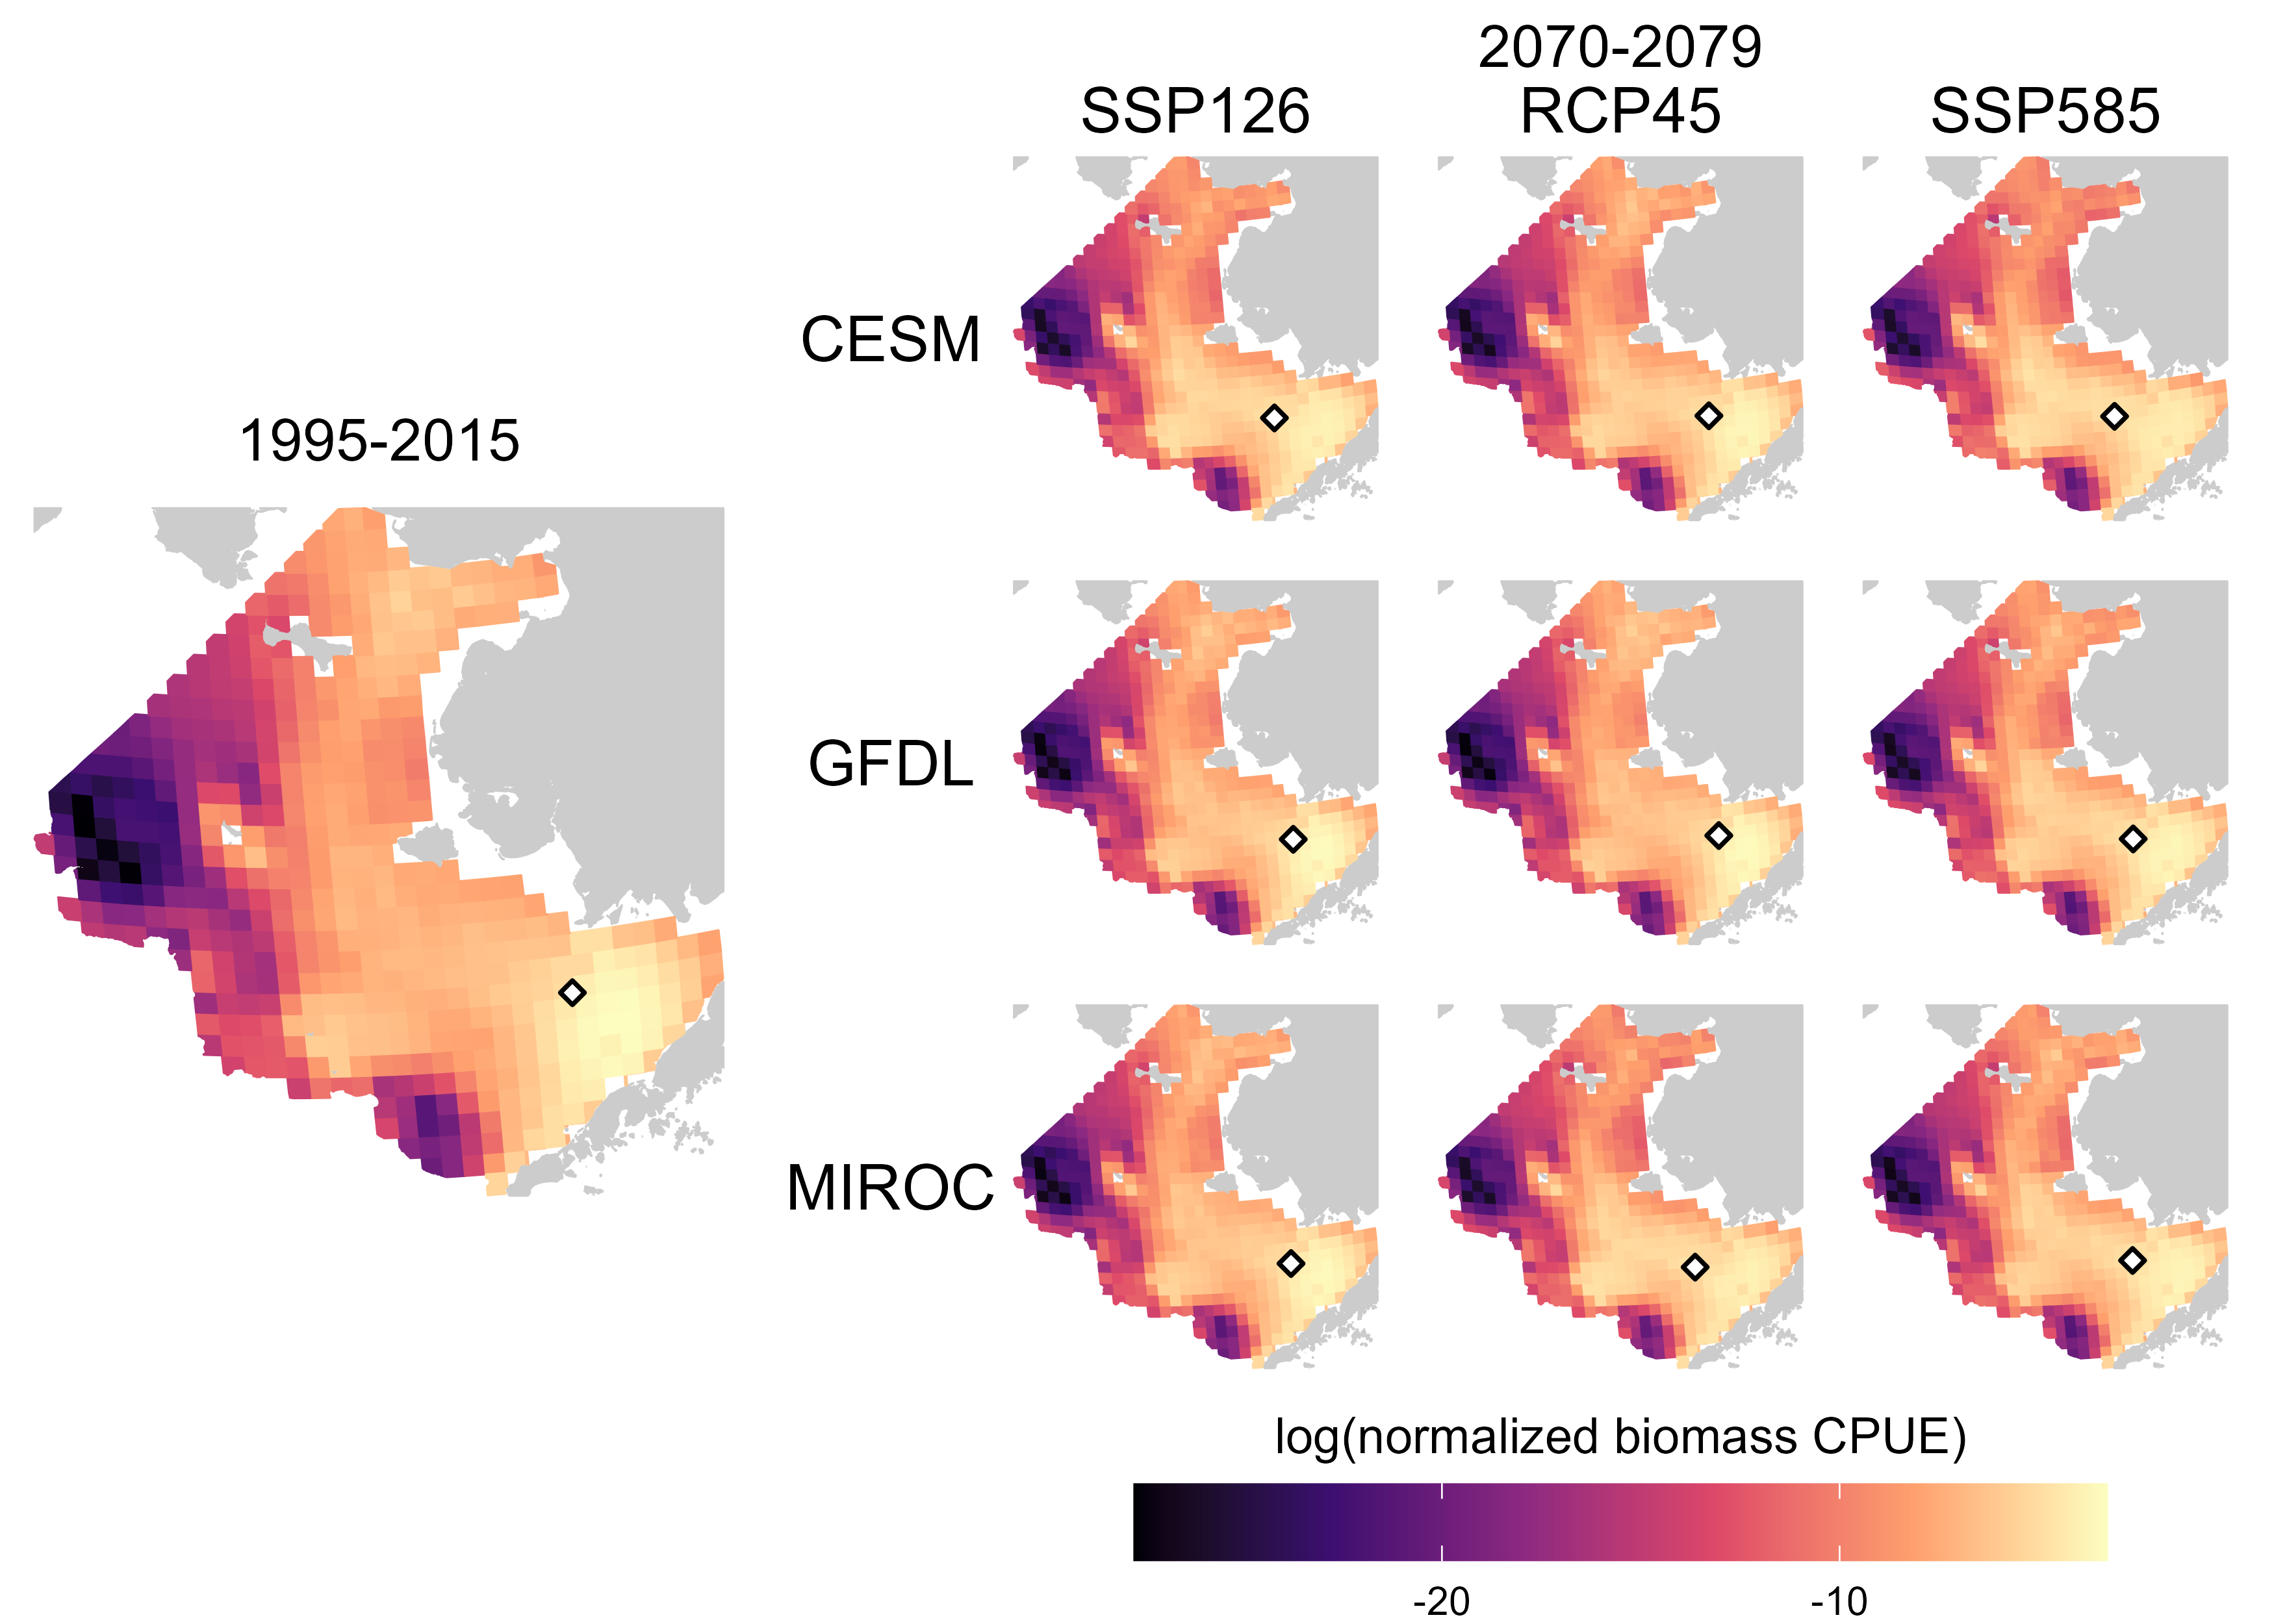 2070-2079
SSP126 RCP45 SSP585
CESM
1995-2015
GFDL
MIROC
log(normalized biomass CPUE)
-20 -10